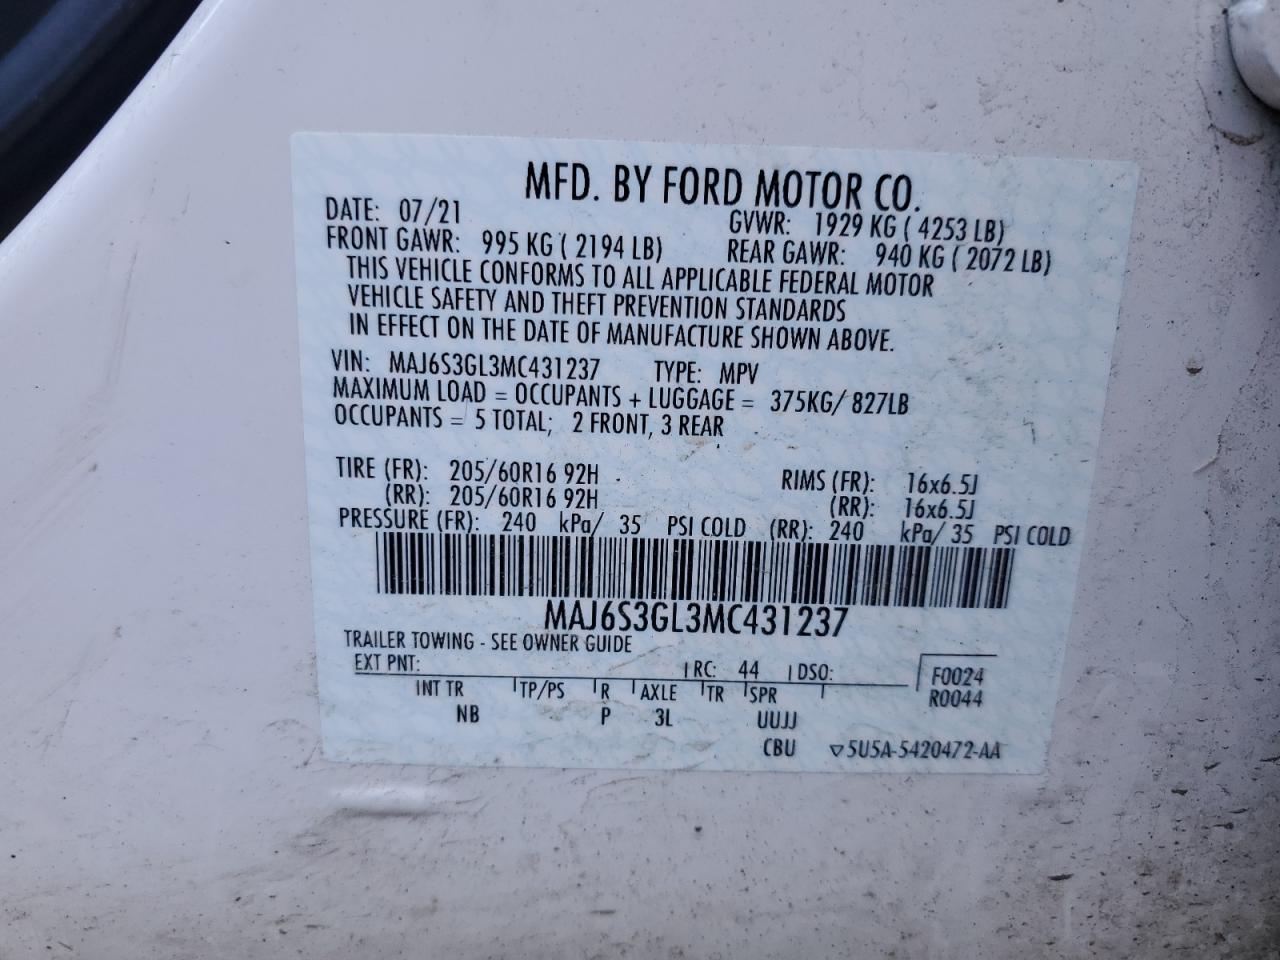 MFD. BY FORD MOTOR CO.
DATE: 07/21 GVWR: 1929 KG ( 4253 LB)
FRONT GAWR: 995 KG ( 2194 LB) REAR GAWR: 940 KG ( 2072 LB)
THIS VEHICLE CONFORMS TO ALL APPLICABLE FEDERAL MOTOR
VEHICLE SAFETY AND THEFT PREVENTION STANDARDS
IN EFFECT ON THE DATE OF MANUFACTURE SHOWN ABOVE.
VIN: MAJ6S3GL3MC431237 TYPE: MPV
MAXIMUM LOAD = OCCUPANTS + LUGGAGE = 375KG/ 827LB
OCCUPANTS = 5 TOTAL; 2 FRONT, 3 REAR
TIRE (FR): 205/60R16 92H RIMS (FR): 16x6.5J
(RR): 205/60R16 92H (RR): 16x6.5J
PRESSURE (FR): 240 kPa/ 35 PSI COLD (RR): 240 kPa/ 35 PSI COLD
MAJ6S3GL3MC431237
TRAILER TOWING - SEE OWNER GUIDE
EXT PNT: RC: 44 DSO: F0024
INT TR TP/PS R AXLE TR SPR R0044
NB P 3L UUJJ
CBU ▽5U5A-5420472-AA